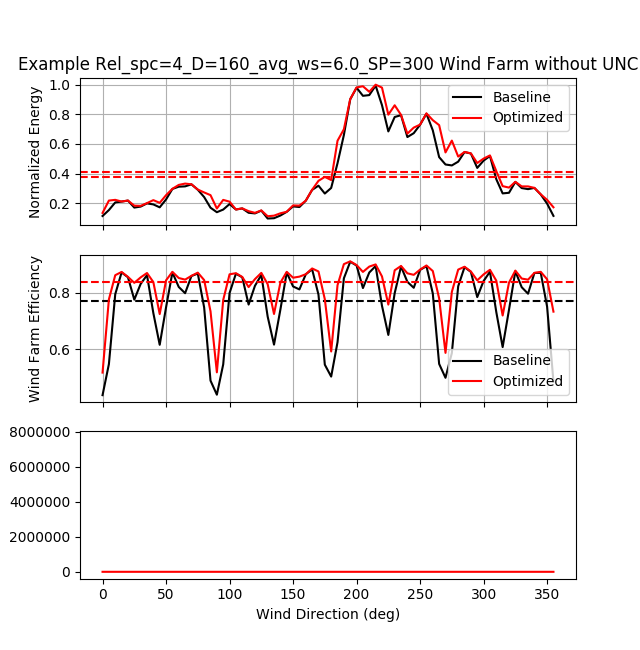 Example Rel_spc=4_D=160_avg_ws=6.0_SP=300 Wind Farm without UNC
1.0
0.8
0.6
0.4
0.2
Normalized Energy
Baseline
Optimized
0.8
0.6
Wind Farm Efficiency
Baseline
Optimized
8000000
6000000
4000000
2000000
0
0 50 100 150 200 250 300 350
Wind Direction (deg)